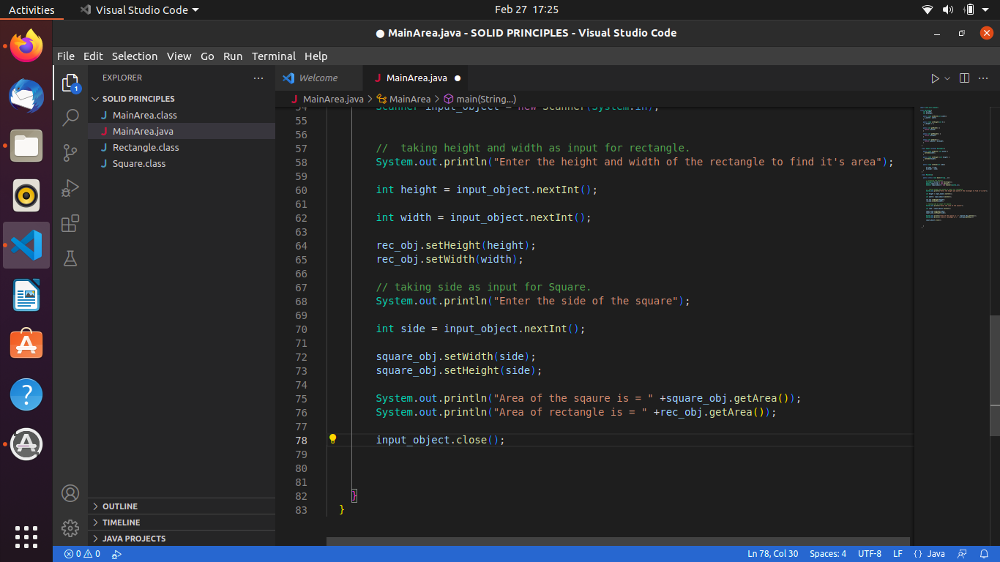 Activities Visual Studio Code Feb 27 17:25
MainArea.java - SOLID PRINCIPLES - Visual Studio Code
File Edit Selection View Go Run Terminal Help
EXPLORER
SOLID PRINCIPLES
MainArea.class
MainArea.java
Rectangle.class
Square.class
OUTLINE
TIMELINE
JAVA PROJECTS
Welcome MainArea.java
MainArea.java > MainArea > main(String...)
54 Scanner input_object = new Scanner(System.in);
55
56
57 //  taking height and width as input for rectangle.
58 System.out.println("Enter the height and width of the rectangle to find it's area");
59
60 int height = input_object.nextInt();
61
62 int width = input_object.nextInt();
63
64 rec_obj.setHeight(height);
65 rec_obj.setWidth(width);
66
67 // taking side as input for Square.
68 System.out.println("Enter the side of the square");
69
70 int side = input_object.nextInt();
71
72 square_obj.setWidth(side);
73 square_obj.setHeight(side);
74
75 System.out.println("Area of the sqaure is = " +square_obj.getArea());
76 System.out.println("Area of rectangle is = " +rec_obj.getArea());
77
78 input_object.close();
79
80
81
82 }
83 }
1
0 0 Ln 78, Col 30 Spaces: 4 UTF-8 LF {} Java